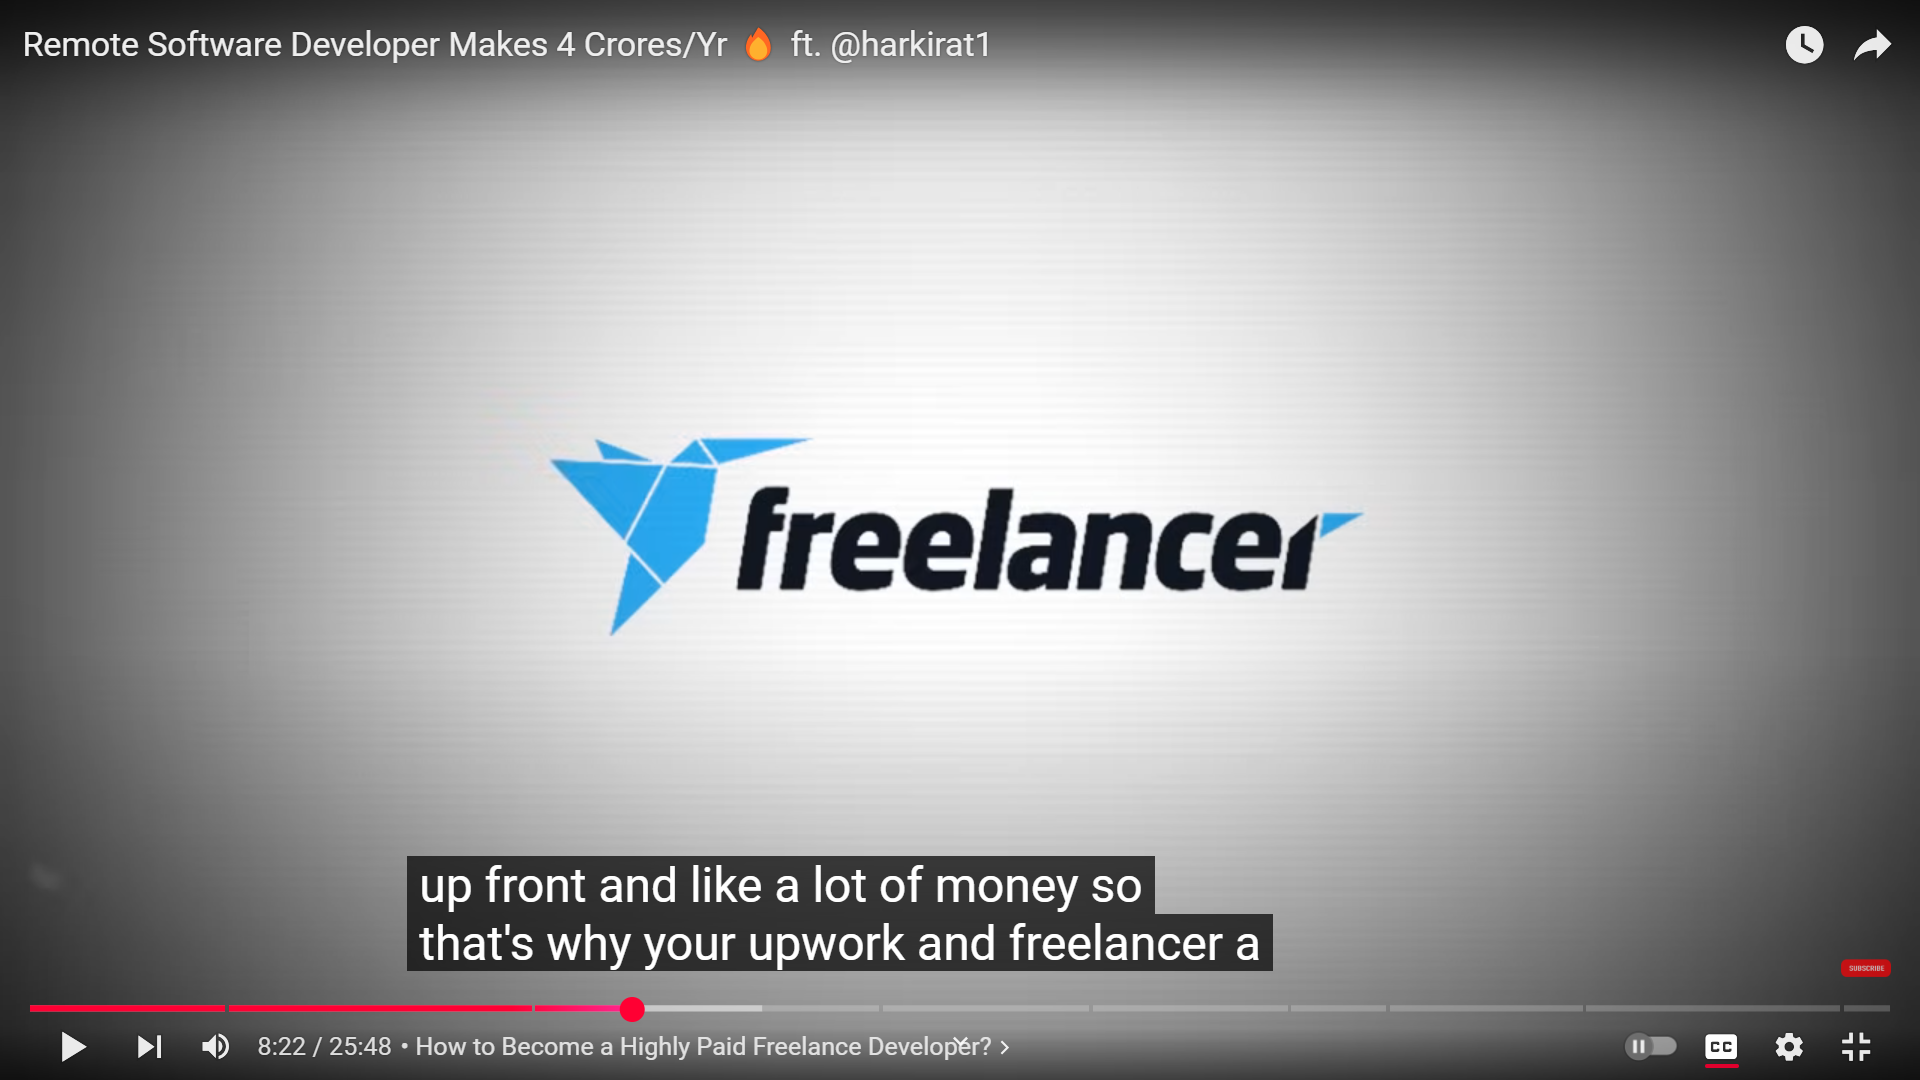 Remote Software Developer Makes 4 Crores/Yr 🔥 ft. @harkirat1
freelancer
up front and like a lot of money so
that's why your upwork and freelancer a
SUBSCRIBE
8:22 / 25:48 • How to Become a Highly Paid Freelance Developer? >
CC